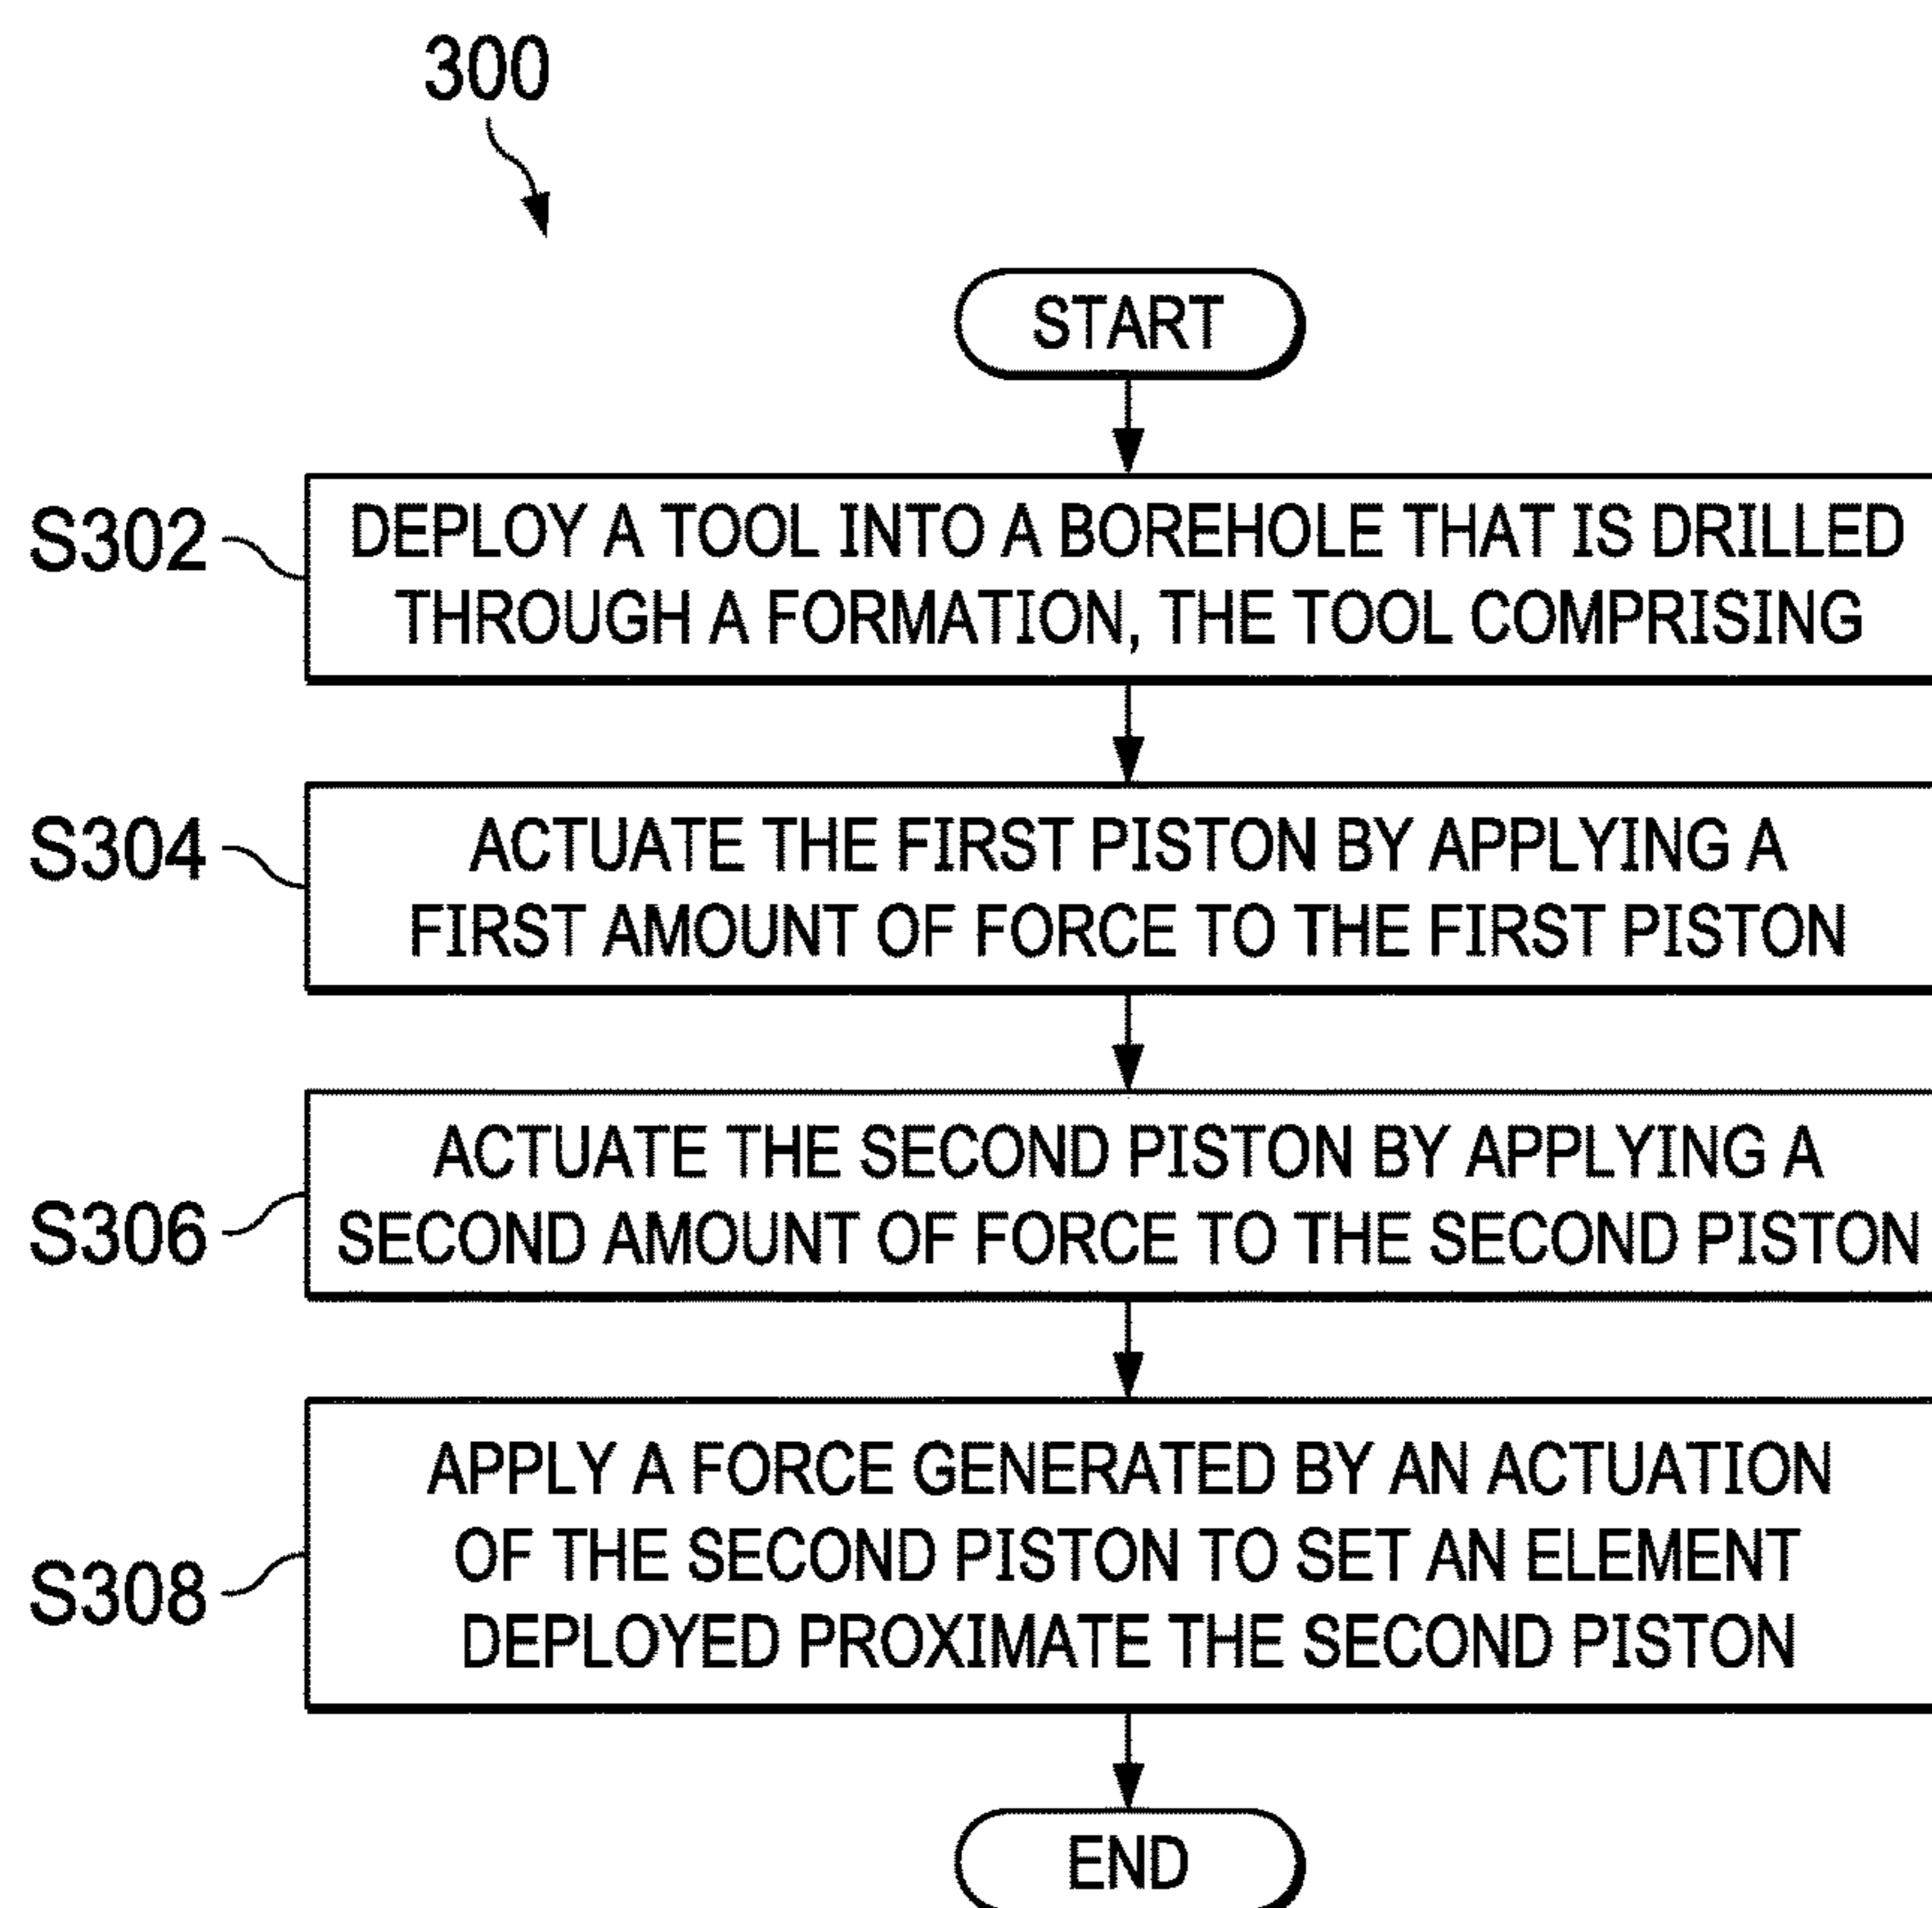 300
START
S302
DEPLOY A TOOL INTO A BOREHOLE THAT IS DRILLED
THROUGH A FORMATION, THE TOOL COMPRISING
S304
ACTUATE THE FIRST PISTON BY APPLYING A
FIRST AMOUNT OF FORCE TO THE FIRST PISTON
S306
ACTUATE THE SECOND PISTON BY APPLYING A
SECOND AMOUNT OF FORCE TO THE SECOND PISTON
S308
APPLY A FORCE GENERATED BY AN ACTUATION
OF THE SECOND PISTON TO SET AN ELEMENT
DEPLOYED PROXIMATE THE SECOND PISTON
END